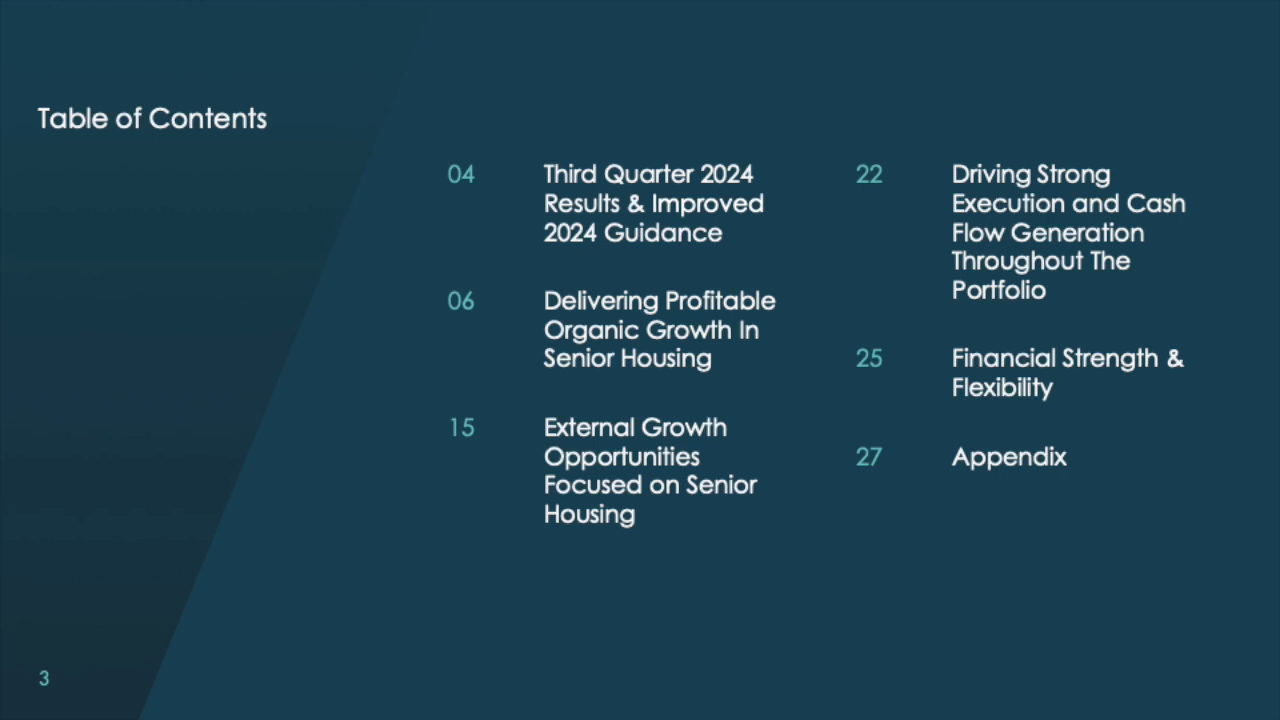 Table of Contents
04
Third Quarter 2024
Results & Improved
2024 Guidance
06
Delivering Profitable
Organic Growth In
Senior Housing
15
External Growth
Opportunities
Focused on Senior
Housing
22
Driving Strong
Execution and Cash
Flow Generation
Throughout The
Portfolio
25
Financial Strength &
Flexibility
27
Appendix
3